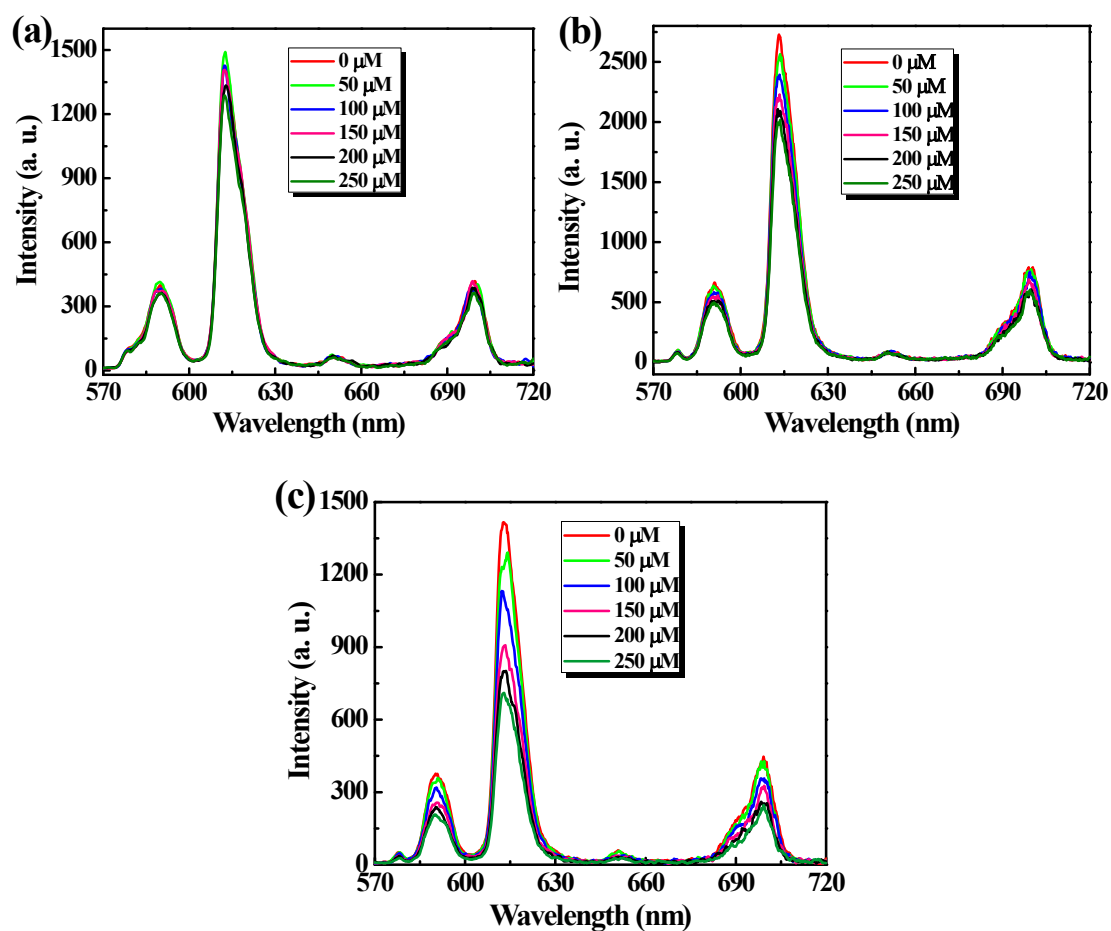 (a)
1500
1200
900
600
300
0
Intensity (a. u.)
0 μM
50 μM
100 μM
150 μM
200 μM
250 μM
570 600 630 660 690 720
Wavelength (nm)
(b)
2500
2000
1500
1000
500
0
Intensity (a. u.)
0 μM
50 μM
100 μM
150 μM
200 μM
250 μM
570 600 630 660 690 720
Wavelength (nm)
(c)
1500
1200
900
600
300
0
Intensity (a. u.)
0 μM
50 μM
100 μM
150 μM
200 μM
250 μM
570 600 630 660 690 720
Wavelength (nm)